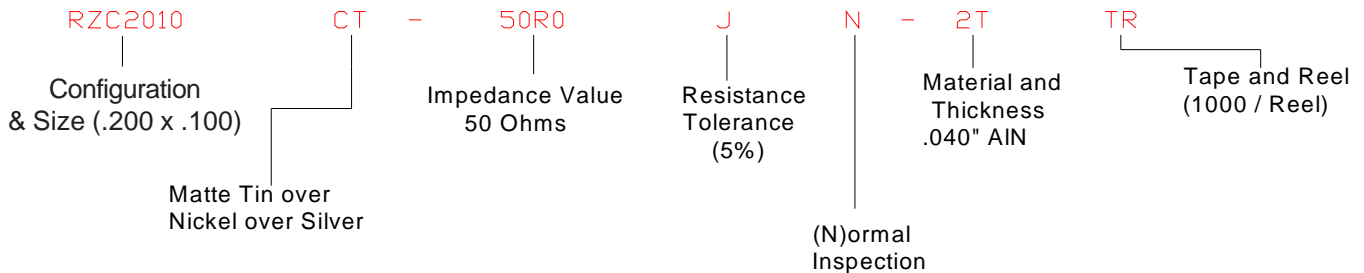 RZC2010 CT - 50R0 J N - 2T TR
Configuration
& Size (.200 x .100)
Matte Tin over
Nickel over Silver
Impedance Value
50 Ohms
Resistance
Tolerance
(5%)
(N)ormal
Inspection
Material and
Thickness
.040" AlN
Tape and Reel
(1000 / Reel)